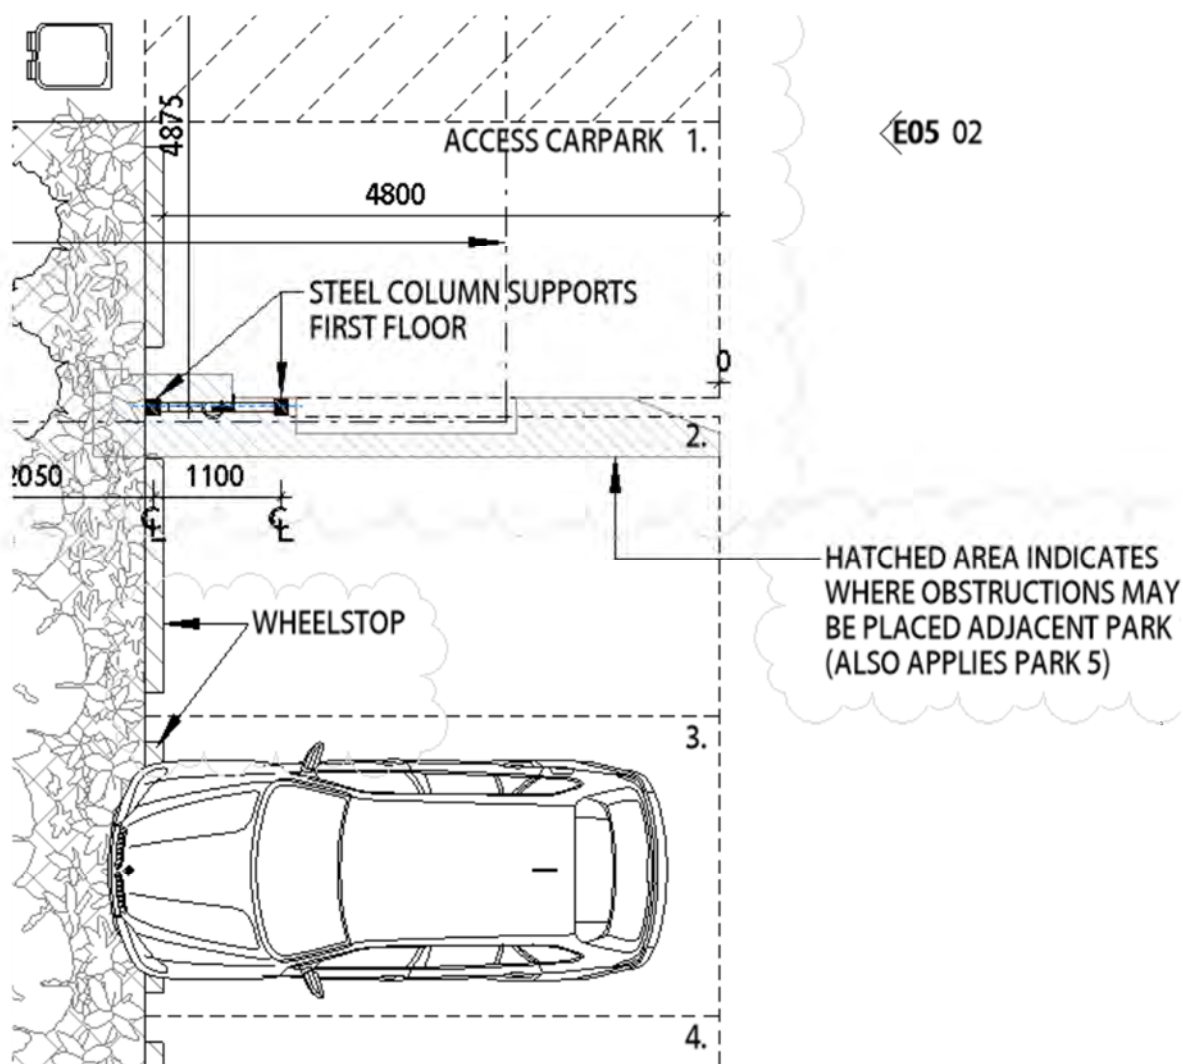 4875
ACCESS CARPARK 1.
E05 02
4800
STEEL COLUMN SUPPORTS
FIRST FLOOR
0
2.
2050
1100
℄
℄
HATCHED AREA INDICATES
WHERE OBSTRUCTIONS MAY
BE PLACED ADJACENT PARK
(ALSO APPLIES PARK 5)
WHEELSTOP
3.
4.